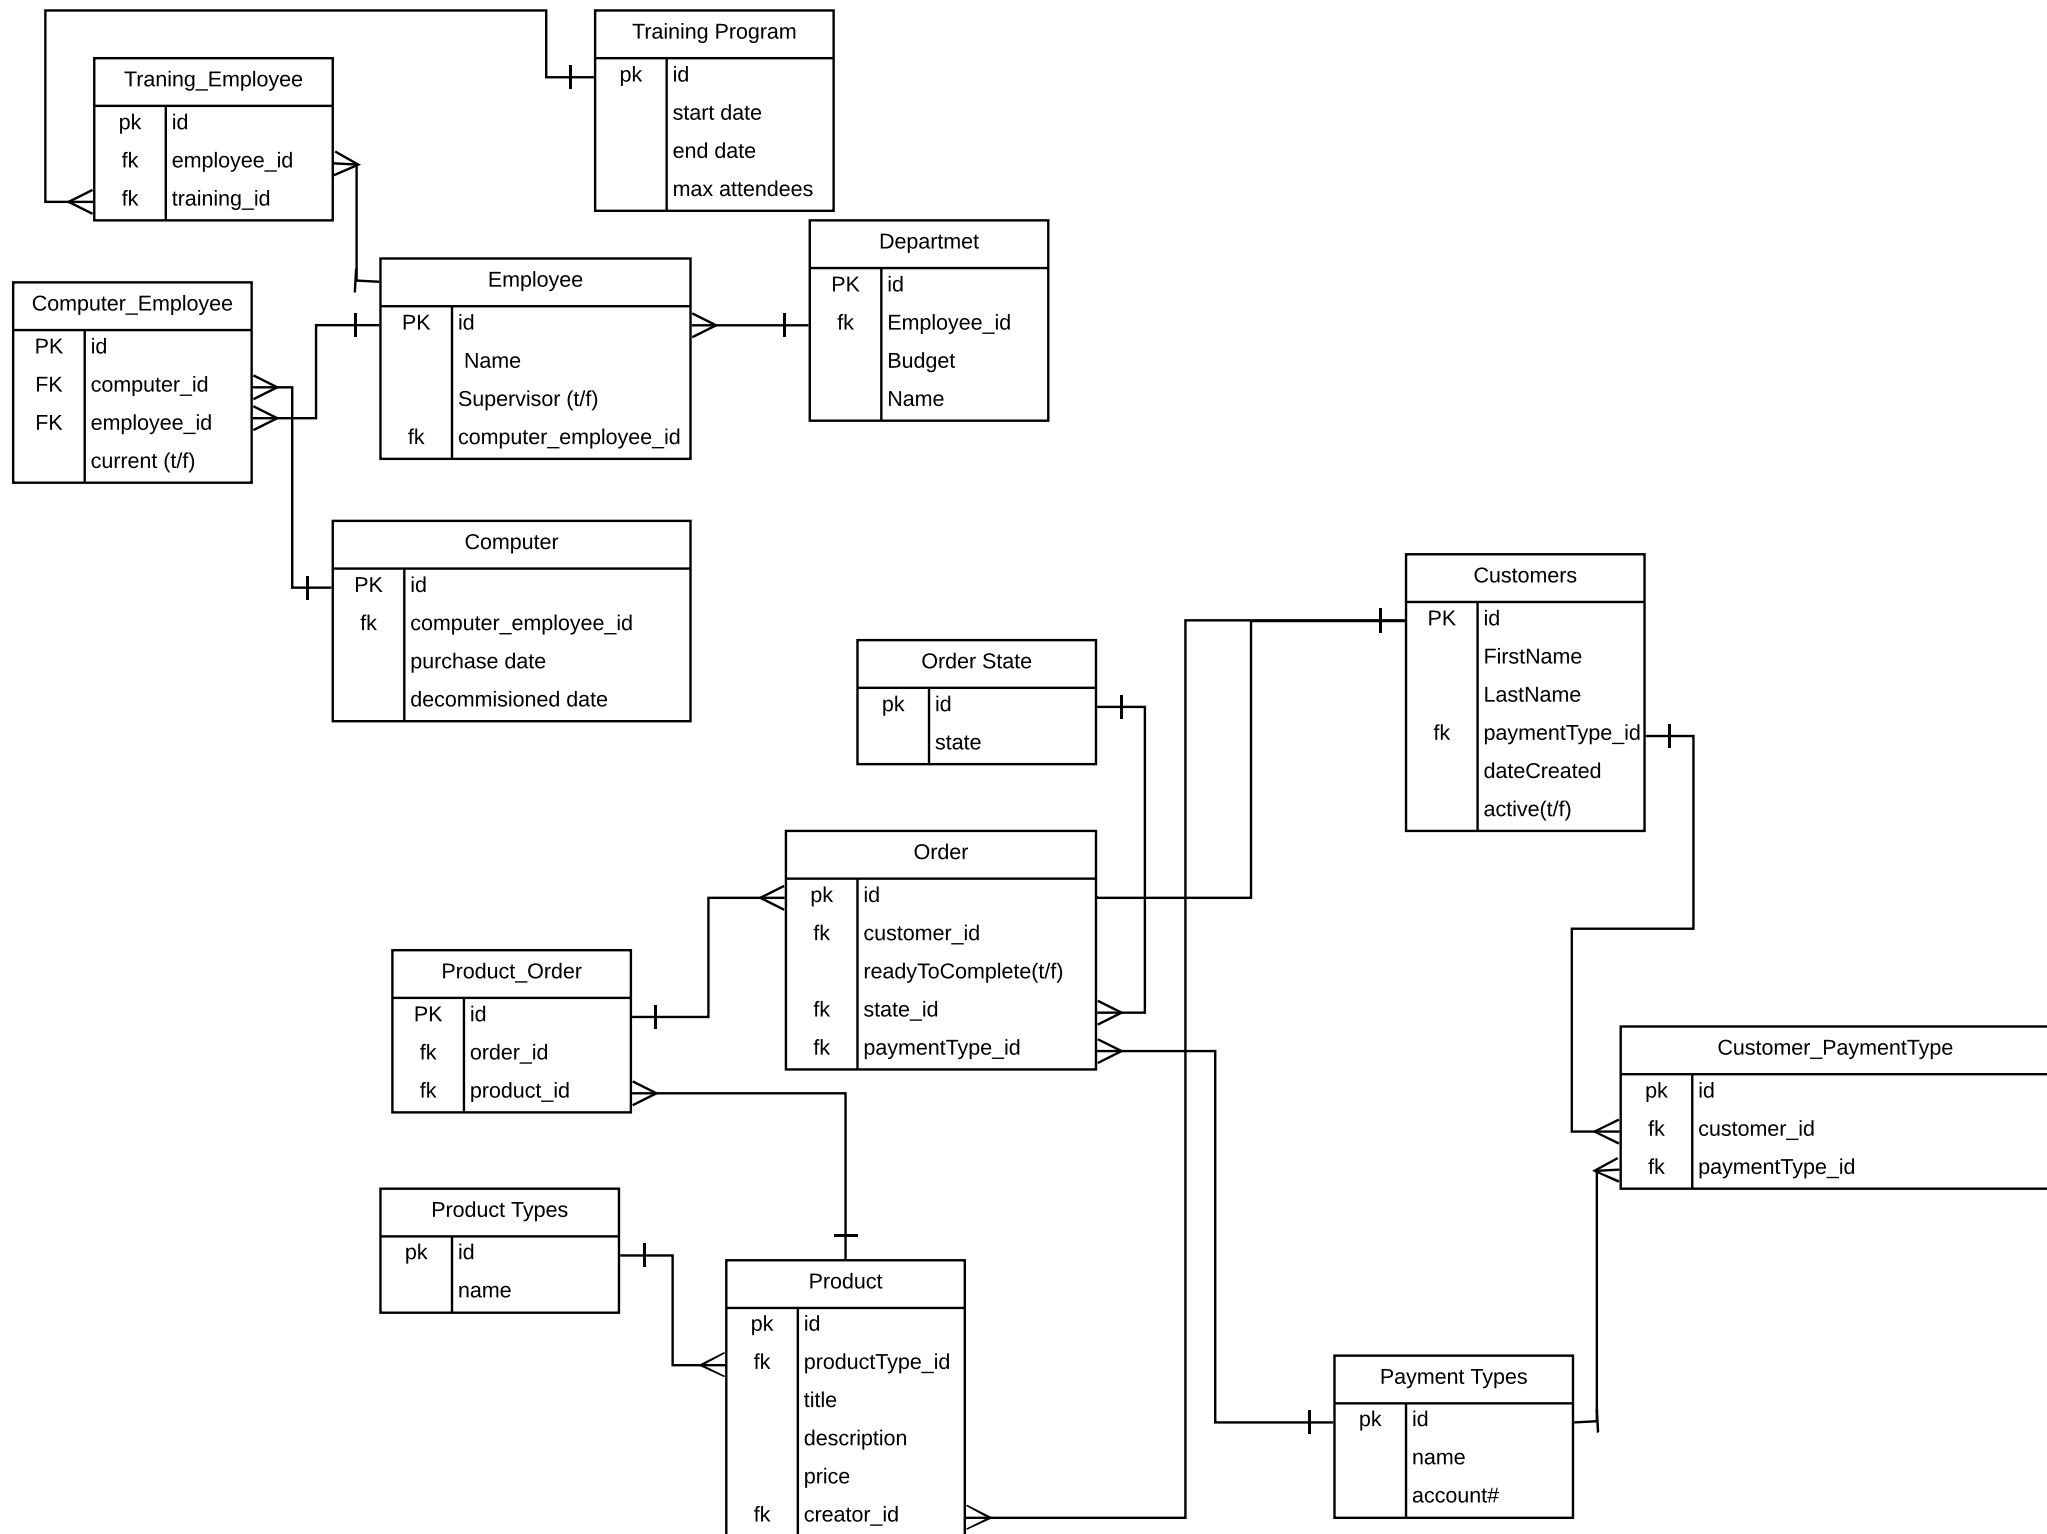 Training Program
pk id
start date
end date
max attendees
Traning_Employee
pk id
fk employee_id
fk training_id
Departmet
PK id
fk Employee_id
Budget
Name
Employee
PK id
Name
Supervisor (t/f)
fk computer_employee_id
Computer_Employee
PK id
FK computer_id
FK employee_id
current (t/f)
Computer
PK id
fk computer_employee_id
purchase date
decommisioned date
Customers
PK id
FirstName
LastName
fk paymentType_id
dateCreated
active(t/f)
Order State
pk id
state
Order
pk id
fk customer_id
readyToComplete(t/f)
fk state_id
fk paymentType_id
Product_Order
PK id
fk order_id
fk product_id
Customer_PaymentType
pk id
fk customer_id
fk paymentType_id
Product Types
pk id
name
Product
pk id
fk productType_id
title
description
price
fk creator_id
Payment Types
pk id
name
account#